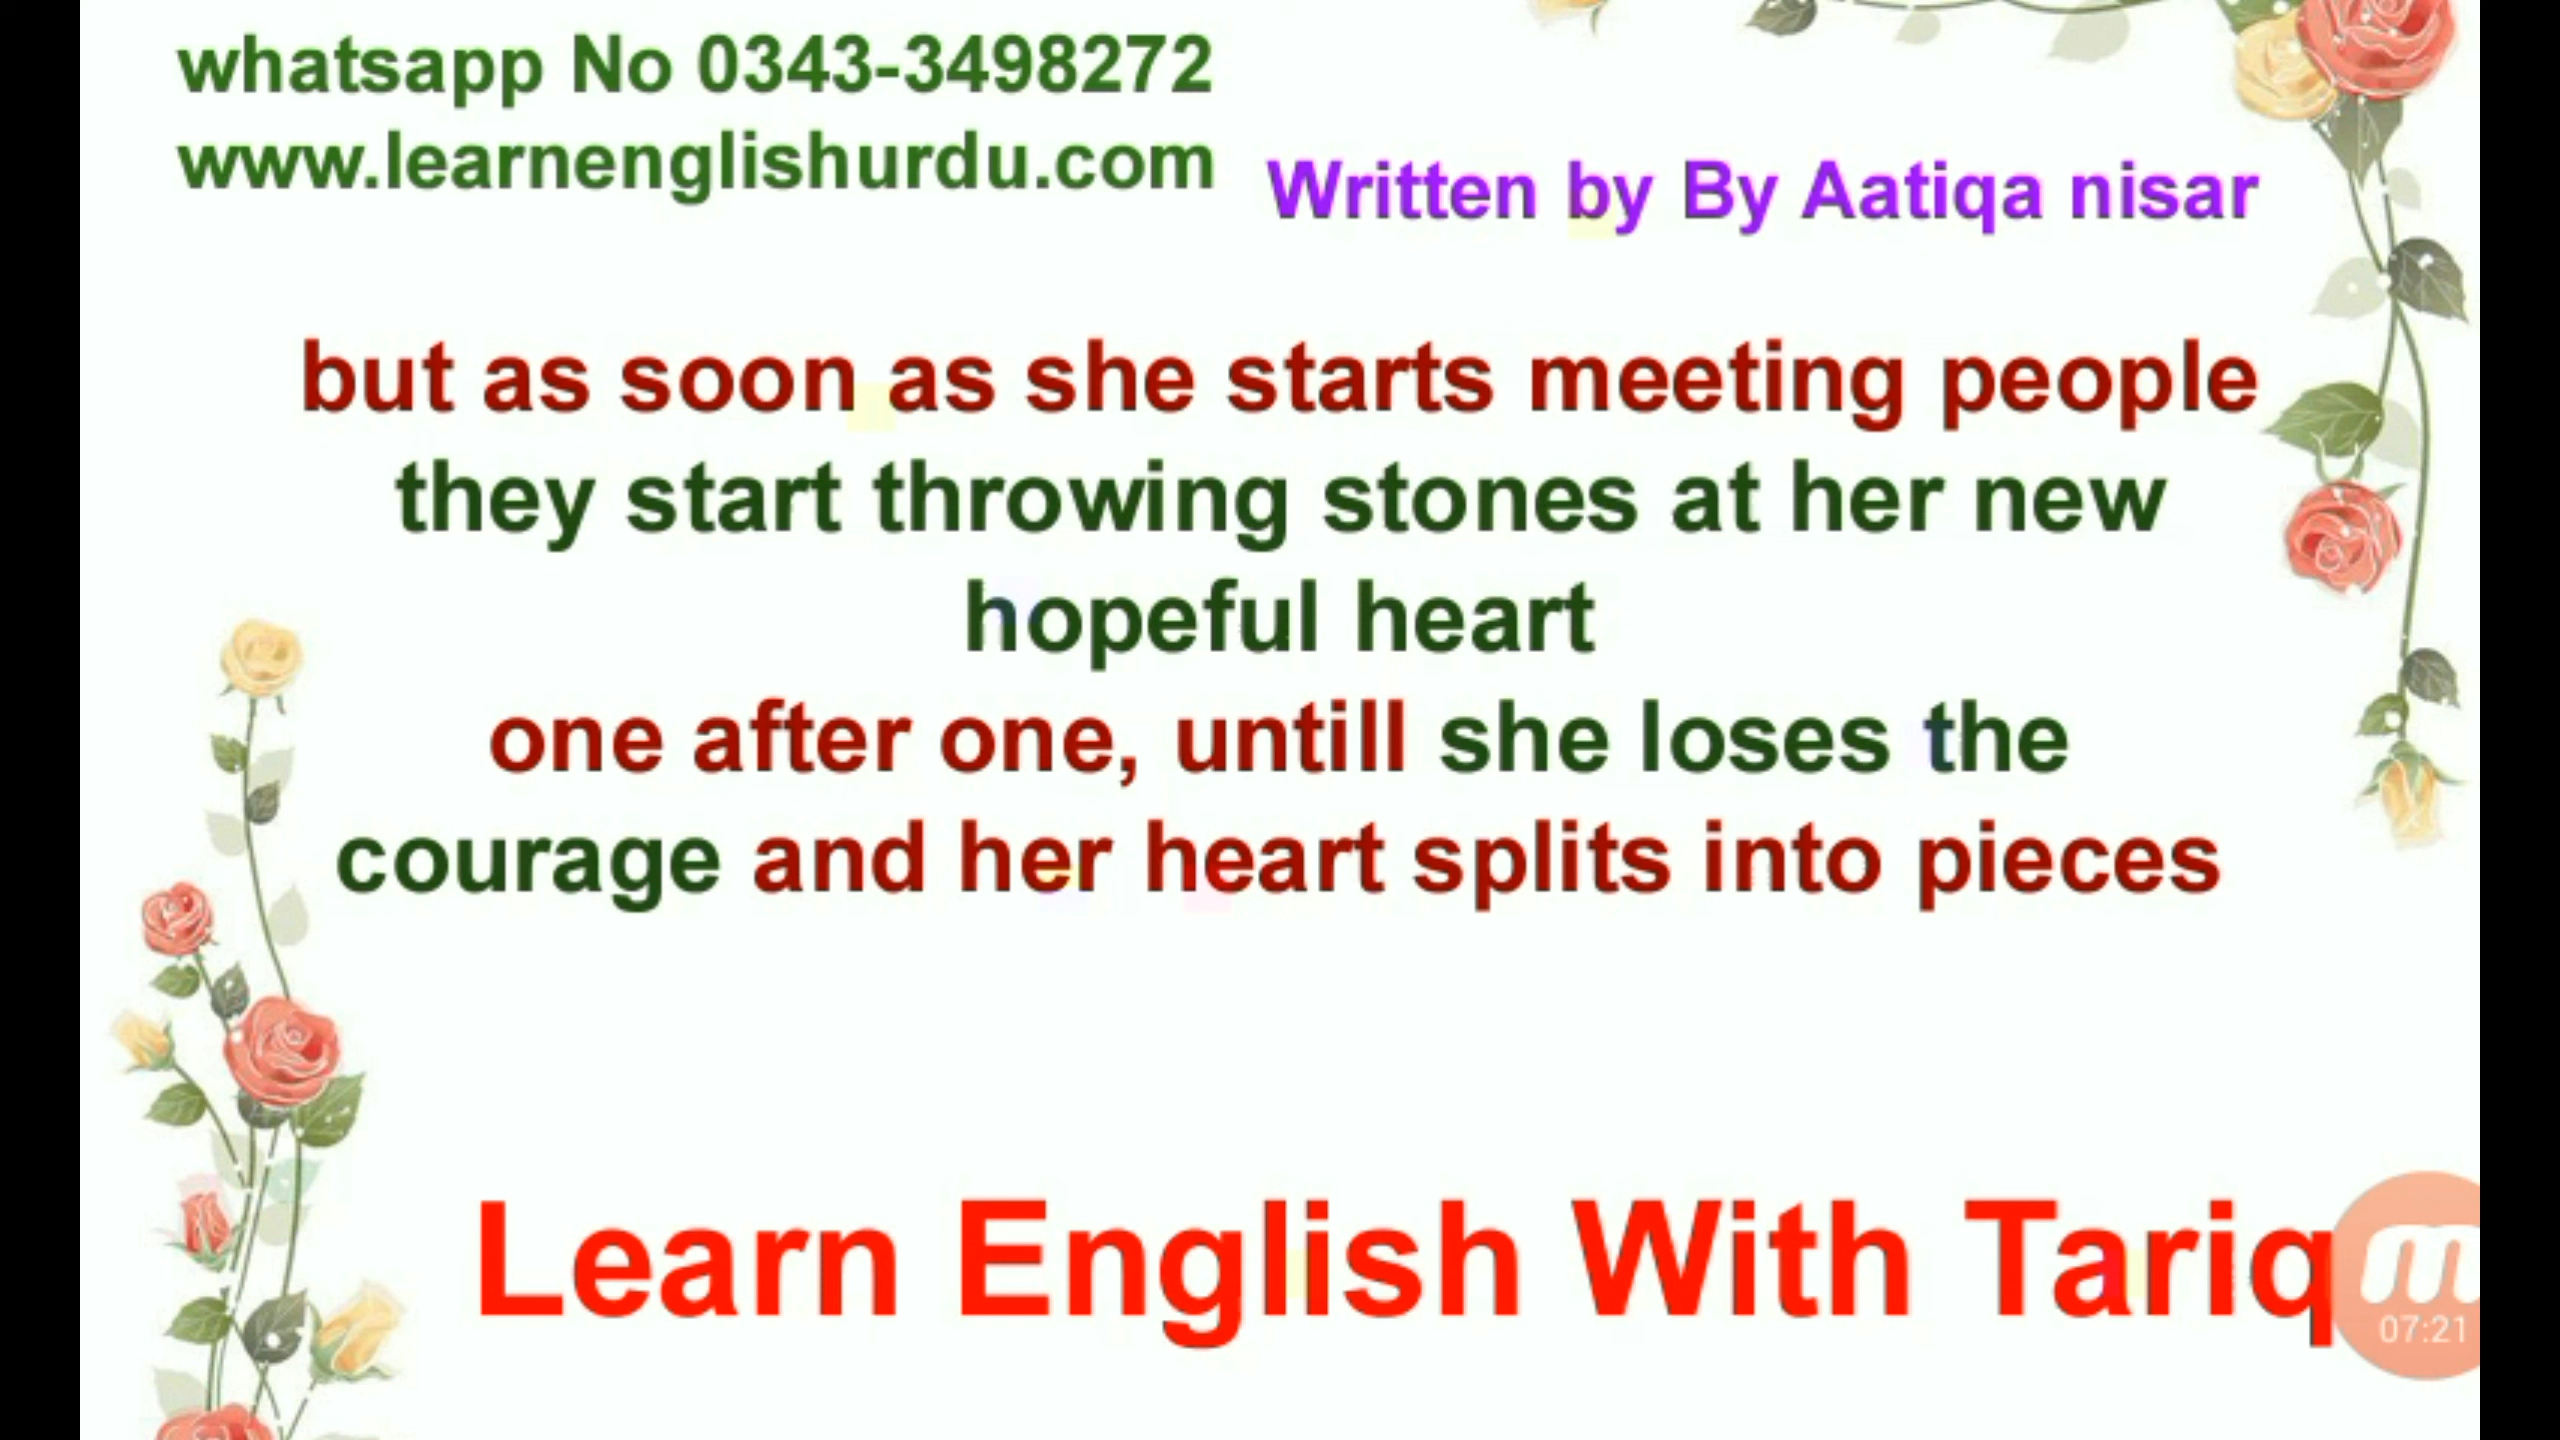 whatsapp No 0343-3498272
www.learnenglishurdu.com
Written by By Aatiqa nisar
but as soon as she starts meeting people
they start throwing stones at her new
hopeful heart
one after one, untill she loses the
courage and her heart splits into pieces
Learn English With Tariq
m
07:21